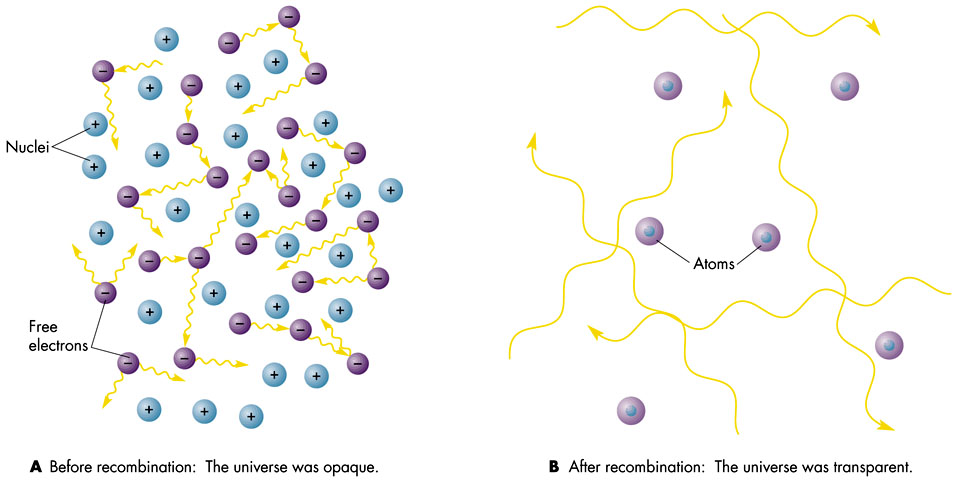 Nuclei
Free
electrons
Atoms
A Before recombination: The universe was opaque.
B After recombination: The universe was transparent.